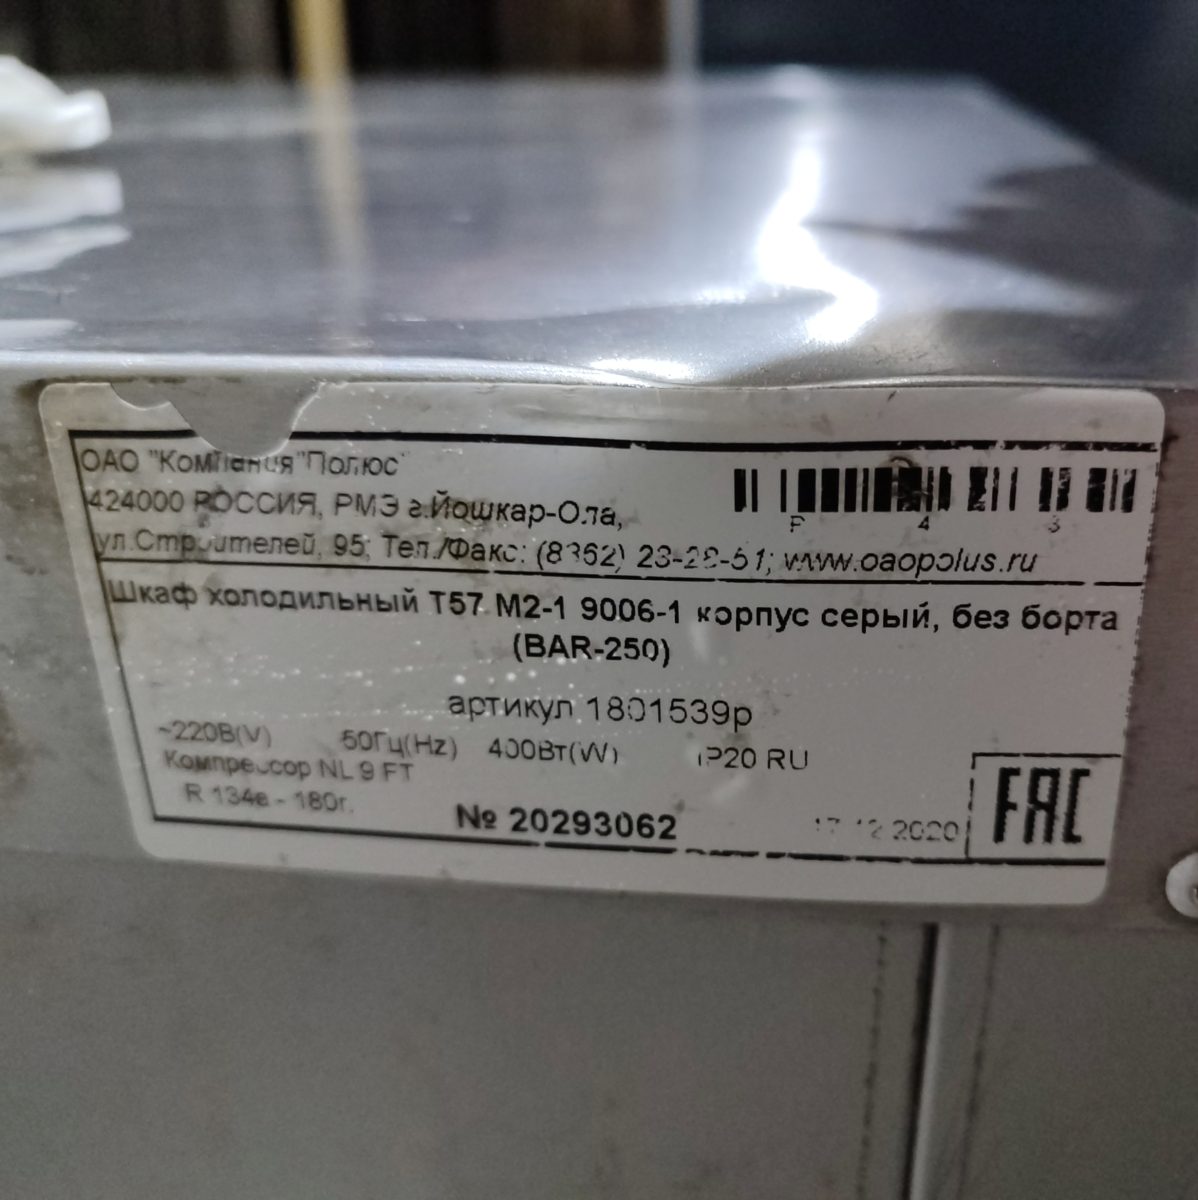 ОАО "Компания"Полюс"
424000 РОССИЯ, РМЭ г.Йошкар-Ола,
ул.Строителей, 95; Тел./Факс: (8362) 23-28-51; www.oaopolus.ru
P 4 3
Шкаф холодильный Т57 М2-1 9006-1 корпус серый, без борта
(BAR-250)
артикул 1801539р
~220В(V) 50Гц(Hz) 400Вт(W) IP20 RU
Компрессор NL 9 FT
R 134a - 180г.
№ 20293062 17 12 2020 EAC